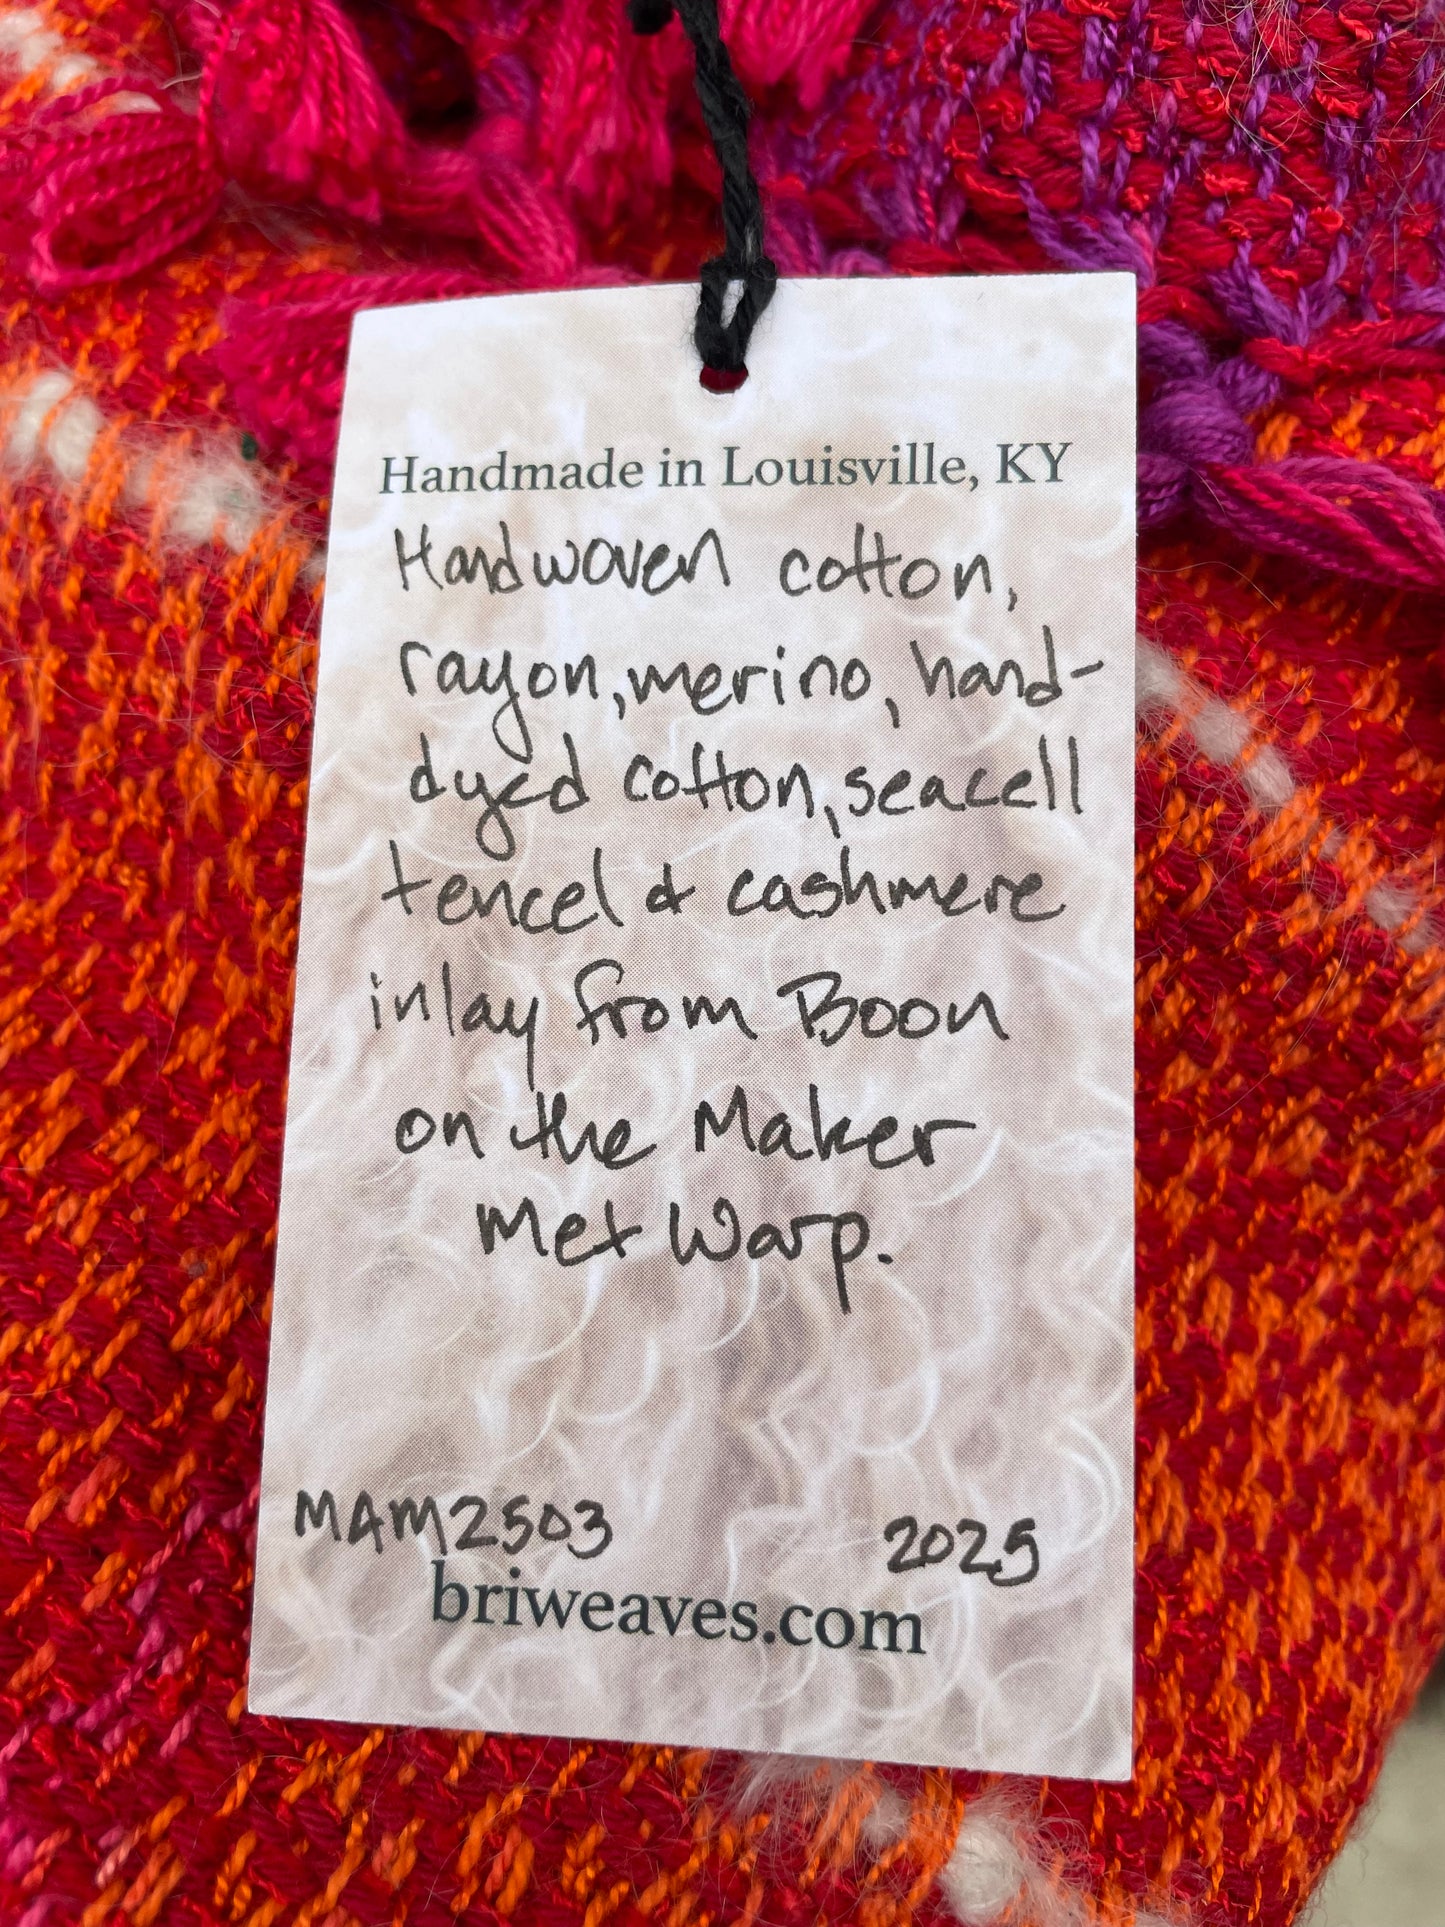 Handmade in Louisville, KY
Handwoven cotton,
rayon, merino, hand-
dyed cotton, seacell
tencel & cashmere
inlay from Boon
on the Maker
Met Warp.
MAM2503 2025
briweaves.com